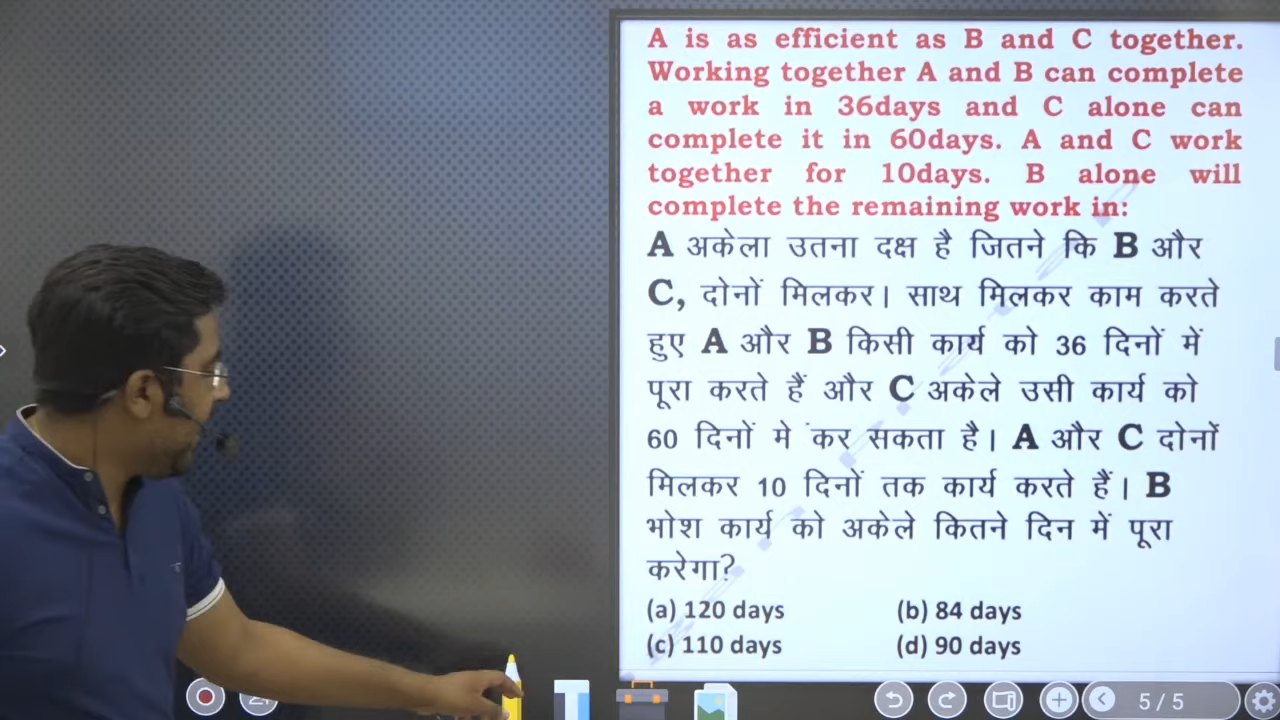 A is as efficient as B and C together.
Working together A and B can complete
a work in 36days and C alone can
complete it in 60days. A and C work
together for 10days. B alone will
complete the remaining work in:
A अकेला उतना दक्ष है जितने कि B और
C, दोनों मिलकर। साथ मिलकर काम करते
हुए A और B किसी कार्य को 36 दिनों में
पूरा करते हैं और C अकेले उसी कार्य को
60 दिनों मे कर सकता है। A और C दोनों
मिलकर 10 दिनों तक कार्य करते हैं। B
भोश कार्य को अकेले कितने दिन में पूरा
करेगा?
(a) 120 days (b) 84 days
(c) 110 days (d) 90 days
5 / 5